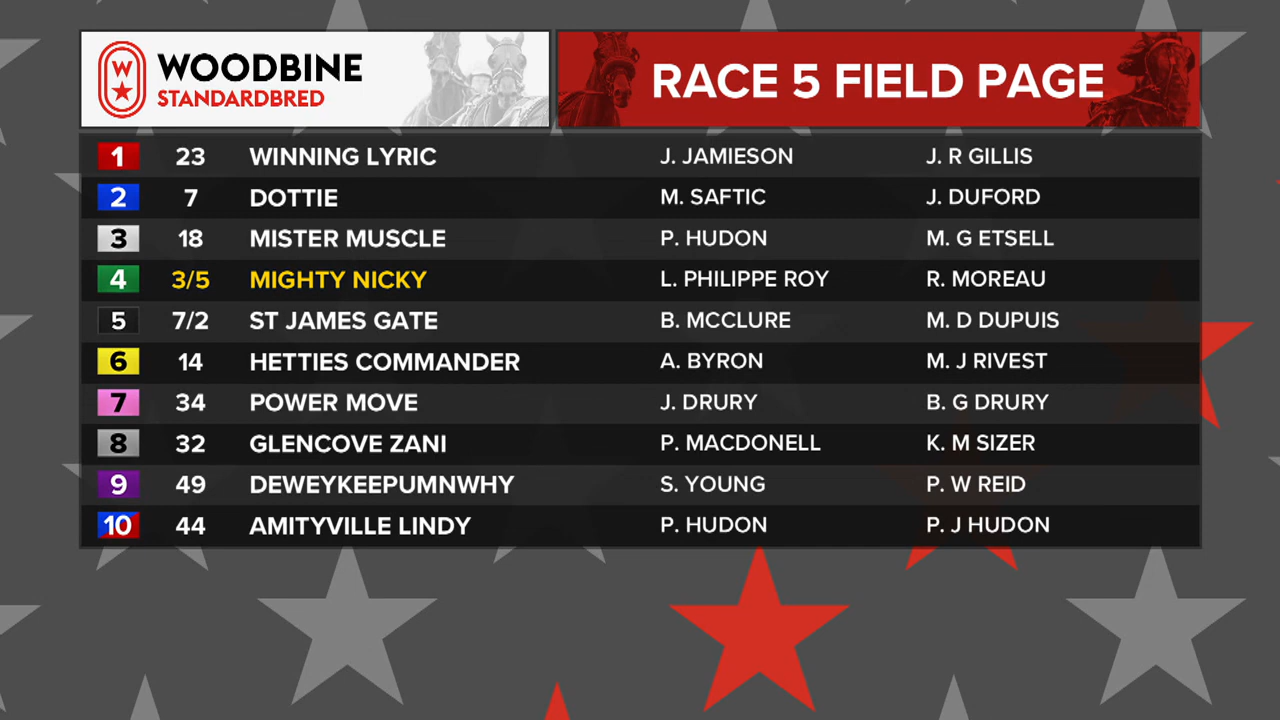 W
WOODBINE
STANDARDBRED
RACE 5 FIELD PAGE
1 23 WINNING LYRIC J. JAMIESON J. R GILLIS
2 7 DOTTIE M. SAFTIC J. DUFORD
3 18 MISTER MUSCLE P. HUDON M. G ETSELL
4 3/5 MIGHTY NICKY L. PHILIPPE ROY R. MOREAU
5 7/2 ST JAMES GATE B. MCCLURE M. D DUPUIS
6 14 HETTIES COMMANDER A. BYRON M. J RIVEST
7 34 POWER MOVE J. DRURY B. G DRURY
8 32 GLENCOVE ZANI P. MACDONELL K. M SIZER
9 49 DEWEYKEEPUMNWHY S. YOUNG P. W REID
10 44 AMITYVILLE LINDY P. HUDON P. J HUDON